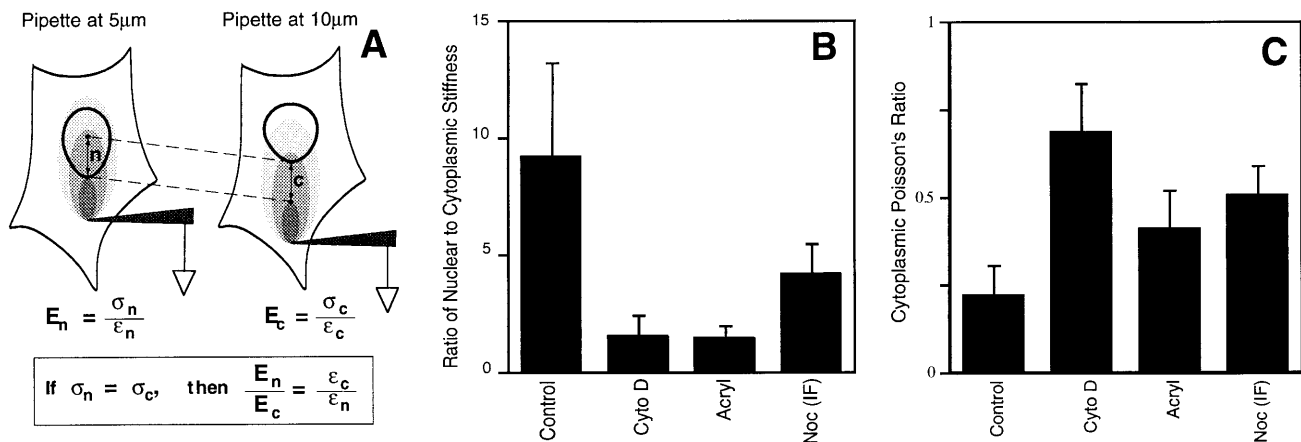 Pipette at 5μm
Pipette at 10μm
A
n
c
E_n = σ_n / ε_n
E_c = σ_c / ε_c
If σ_n = σ_c, then E_n / E_c = ε_c / ε_n
B
Ratio of Nuclear to Cytoplasmic Stiffness
15
10
5
0
Control
Cyto D
Acryl
Noc (IF)
C
Cytoplasmic Poisson's Ratio
1
0.5
0
Control
Cyto D
Acryl
Noc (IF)